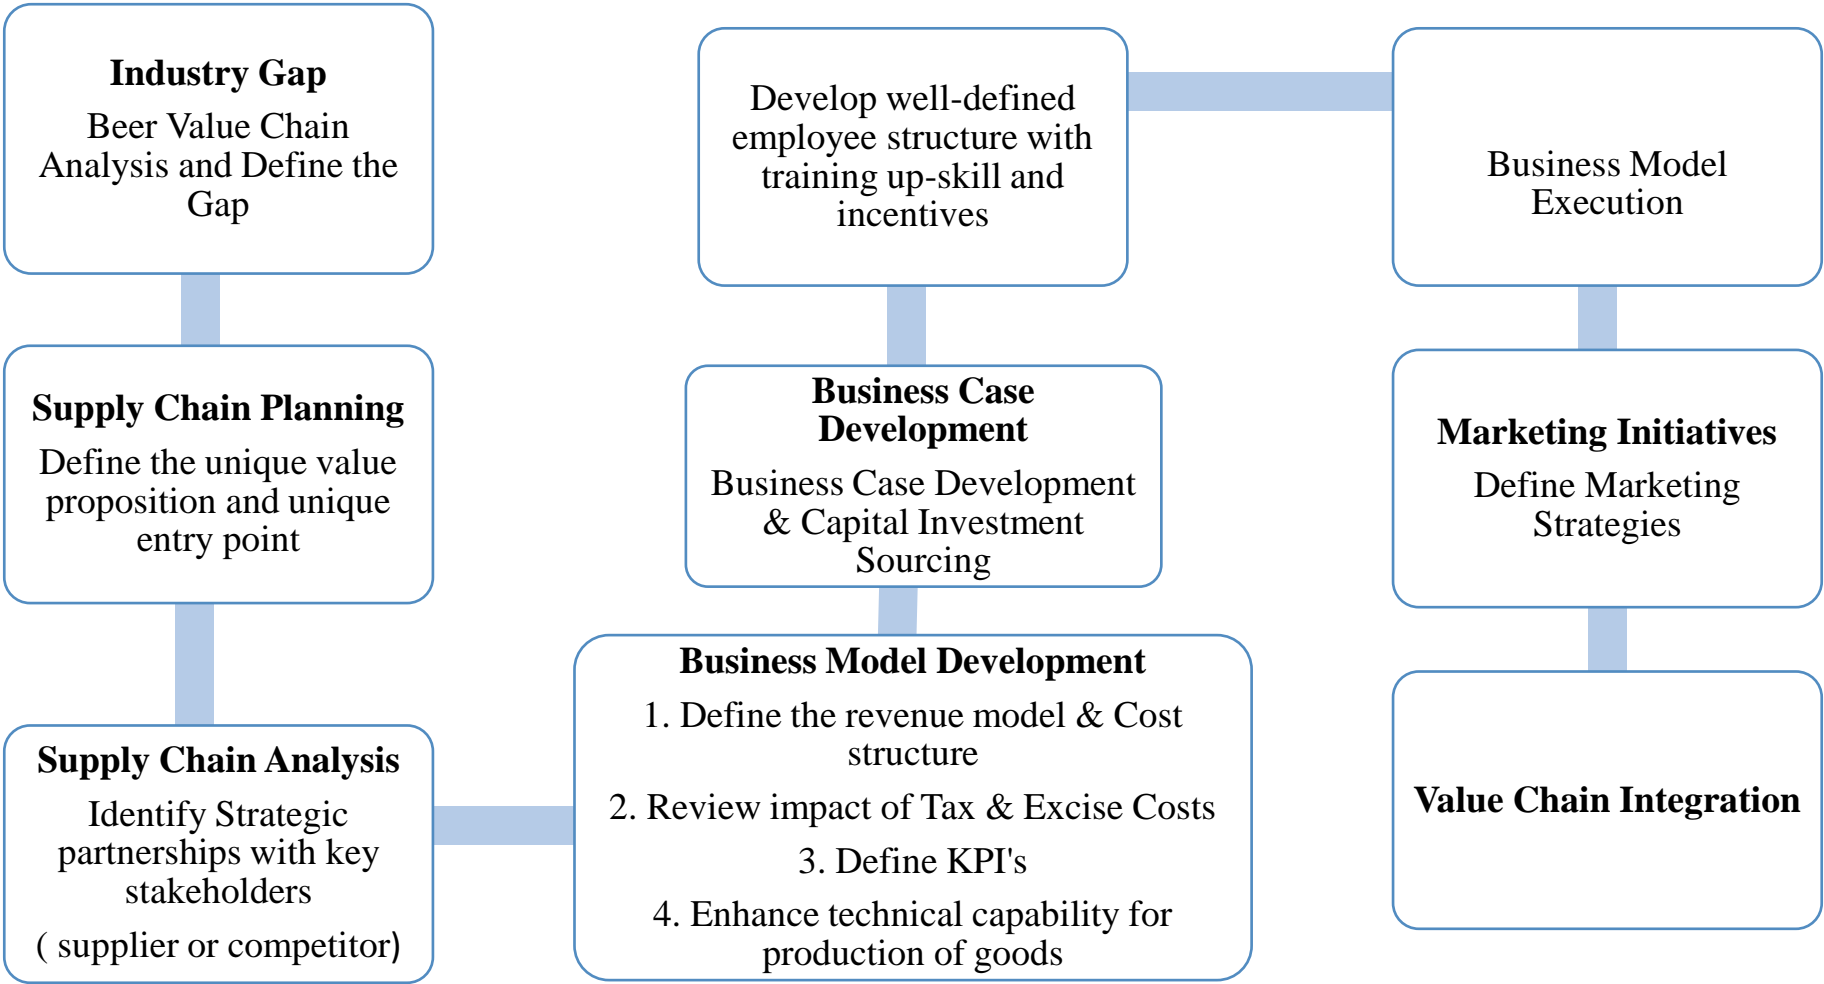 Industry Gap
Beer Value Chain
Analysis and Define the
Gap
Supply Chain Planning
Define the unique value
proposition and unique
entry point
Supply Chain Analysis
Identify Strategic
partnerships with key
stakeholders
( supplier or competitor)
Business Model Development
1. Define the revenue model & Cost
structure
2. Review impact of Tax & Excise Costs
3. Define KPI's
4. Enhance technical capability for
production of goods
Business Case
Development
Business Case Development
& Capital Investment
Sourcing
Develop well-defined
employee structure with
training up-skill and
incentives
Business Model
Execution
Marketing Initiatives
Define Marketing
Strategies
Value Chain Integration